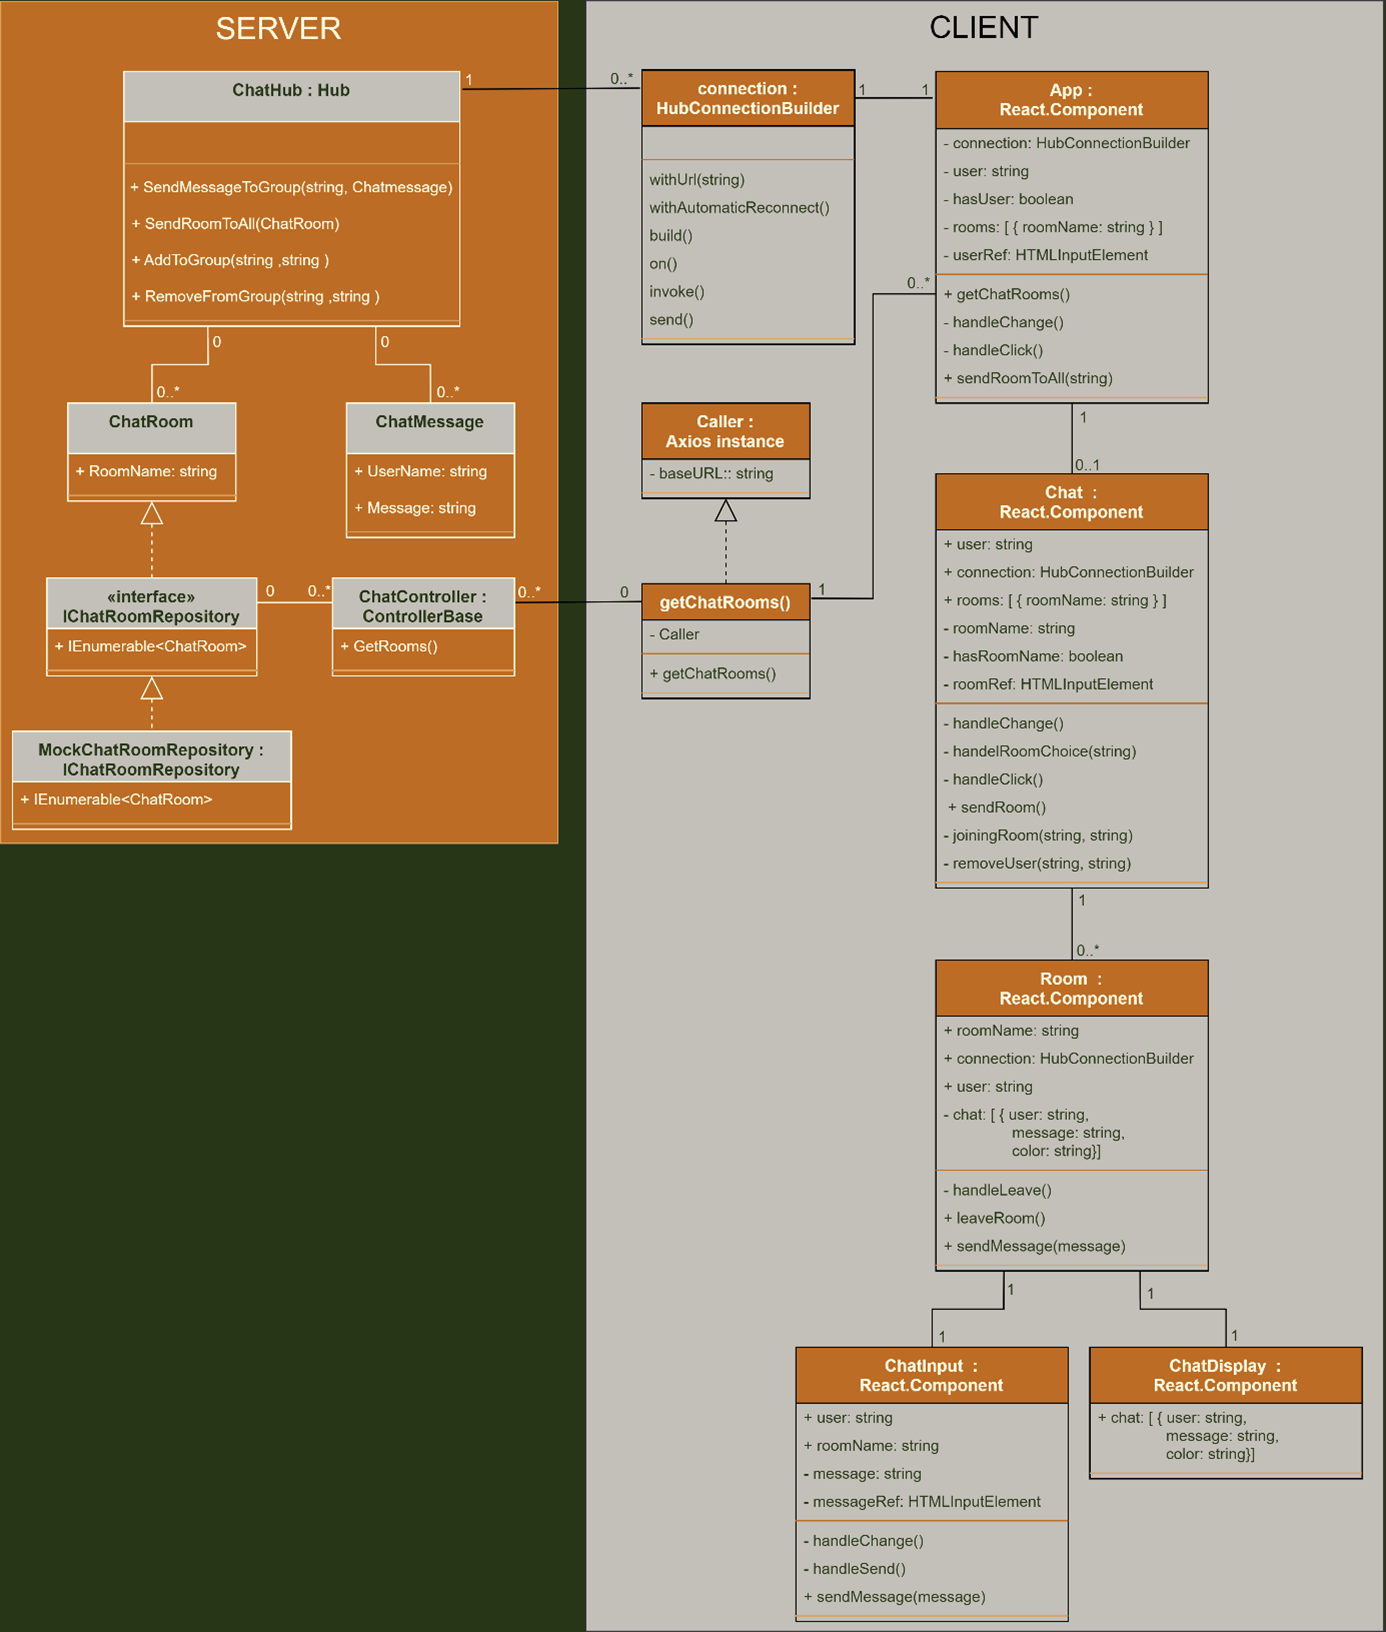 SERVER
ChatHub : Hub
+ SendMessageToGroup(string, Chatmessage)
+ SendRoomToAll(ChatRoom)
+ AddToGroup(string ,string )
+ RemoveFromGroup(string ,string )
1
0..*
0
0..*
0
0..*
ChatRoom
+ RoomName: string
ChatMessage
+ UserName: string
+ Message: string
«interface»
IChatRoomRepository
+ IEnumerable<ChatRoom>
0
0..*
ChatController :
ControllerBase
+ GetRooms()
0..*
0
MockChatRoomRepository :
IChatRoomRepository
+ IEnumerable<ChatRoom>
CLIENT
connection :
HubConnectionBuilder
withUrl(string)
withAutomaticReconnect()
build()
on()
invoke()
send()
1
1
App :
React.Component
- connection: HubConnectionBuilder
- user: string
- hasUser: boolean
- rooms: [ { roomName: string } ]
- userRef: HTMLInputElement
+ getChatRooms()
- handleChange()
- handleClick()
+ sendRoomToAll(string)
0..*
Caller :
Axios instance
- baseURL:: string
getChatRooms()
- Caller
+ getChatRooms()
1
1
0..1
Chat :
React.Component
+ user: string
+ connection: HubConnectionBuilder
+ rooms: [ { roomName: string } ]
- roomName: string
- hasRoomName: boolean
- roomRef: HTMLInputElement
- handleChange()
- handelRoomChoice(string)
- handleClick()
+ sendRoom()
- joiningRoom(string, string)
- removeUser(string, string)
1
0..*
Room :
React.Component
+ roomName: string
+ connection: HubConnectionBuilder
+ user: string
- chat: [ { user: string,
message: string,
color: string}]
- handleLeave()
+ leaveRoom()
+ sendMessage(message)
1
1
1
1
ChatInput :
React.Component
+ user: string
+ roomName: string
- message: string
- messageRef: HTMLInputElement
- handleChange()
- handleSend()
+ sendMessage(message)
ChatDisplay :
React.Component
+ chat: [ { user: string,
message: string,
color: string}]